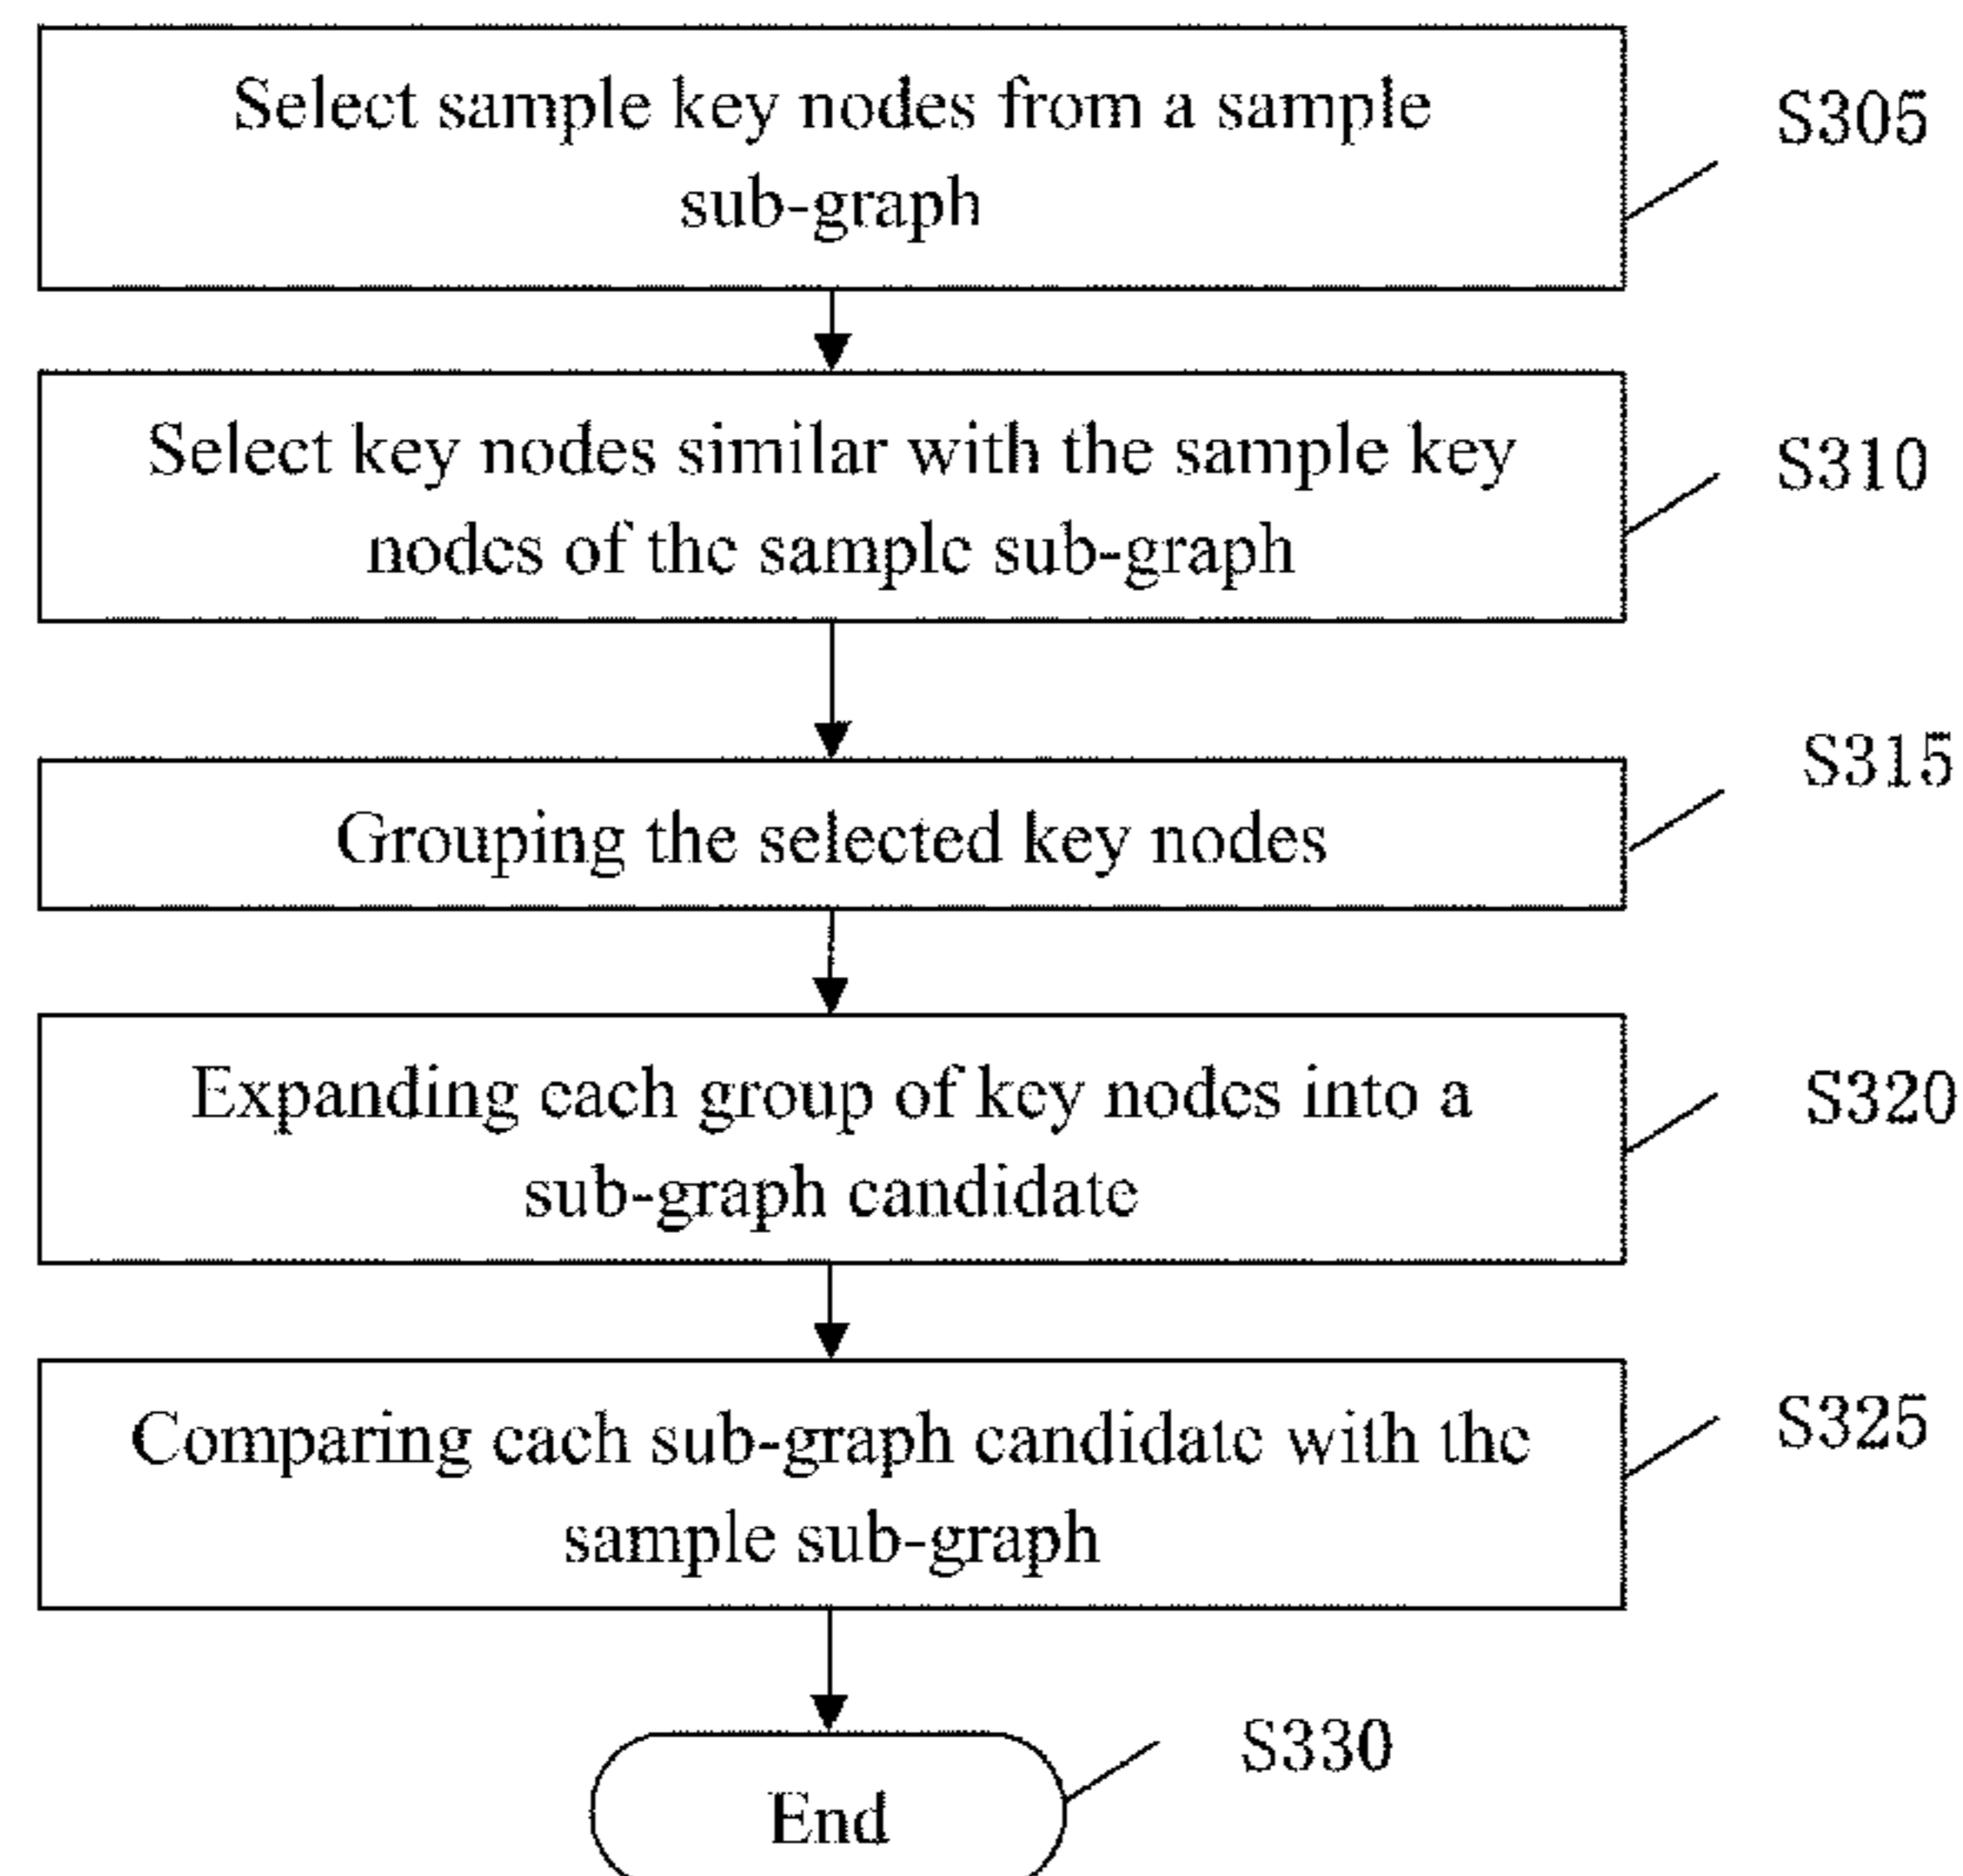 Select sample key nodes from a sample
sub-graph
S305
Select key nodes similar with the sample key
nodes of the sample sub-graph
S310
Grouping the selected key nodes
S315
Expanding each group of key nodes into a
sub-graph candidate
S320
Comparing each sub-graph candidate with the
sample sub-graph
S325
End
S330